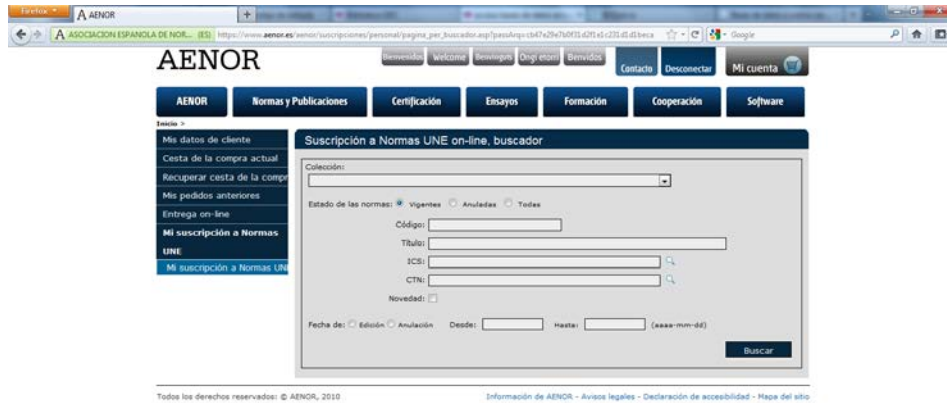 Firefox
AENOR
ASOCIACION ESPANOLA DE NOR... (ES)
Google
AENOR
Bienvenidos Welcome Benvinguts Ongi etorri Benvidos
Contacto Desconectar Mi cuenta
AENOR Normas y Publicaciones Certificación Ensayos Formación Cooperación Software
Inicio >
Mis datos de cliente
Cesta de la compra actual
Recuperar cesta de la compr
Mis pedidos anteriores
Entrega on-line
Mi suscripción a Normas
UNE
Mi suscripción a Normas UN
Suscripción a Normas UNE on-line, buscador
Colección:
Estado de las normas: Vigentes Anuladas Todas
Código:
Título:
ICS:
CTN:
Novedad:
Fecha de: Edición Anulación Desde: Hasta: (aaaa-mm-dd)
Buscar
Todos los derechos reservados: © AENOR, 2010
Información de AENOR - Avisos legales - Declaración de accesibilidad - Mapa del sitio